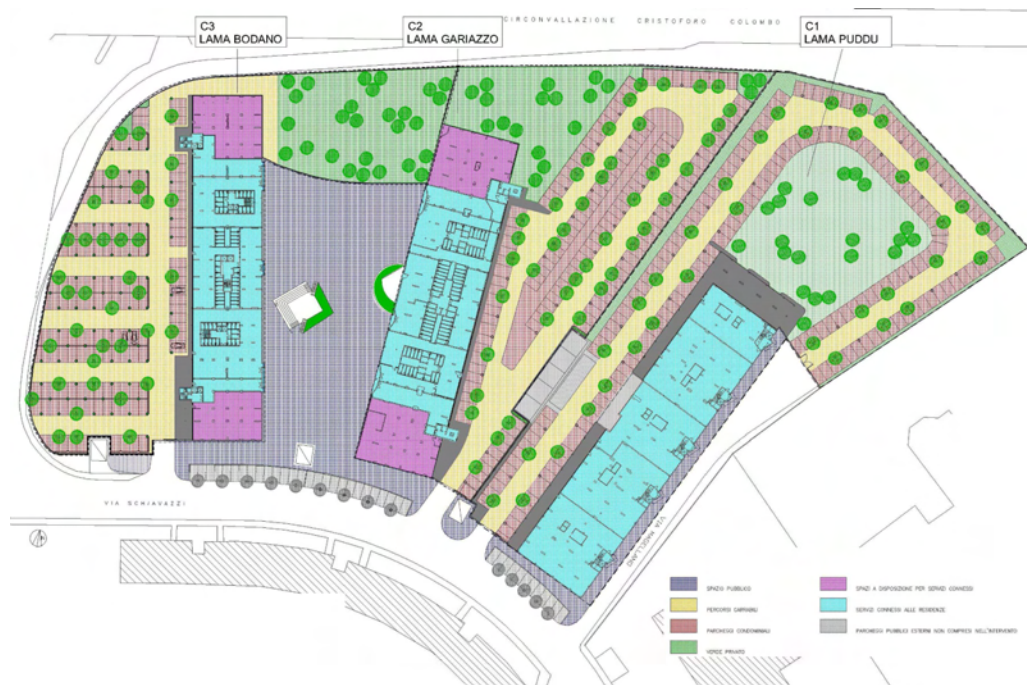 CIRCONVALLAZIONE CRISTOFORO COLOMBO
C3
LAMA BODANO
C2
LAMA GARIAZZO
C1
LAMA PUDDU
VIA SCHIAVAZZI
VIA MAGELLANO
SPAZIO PUBBLICO
PERCORSI CARRABILI
PARCHEGGI CONDOMINIALI
VERDE PRIVATO
SPAZI A DISPOSIZIONE PER SERVIZI CONNESSI
SERVIZI CONNESSI ALLE RESIDENZE
PARCHEGGI PUBBLICI ESTERNI NON COMPRESI NELL'INTERVENTO